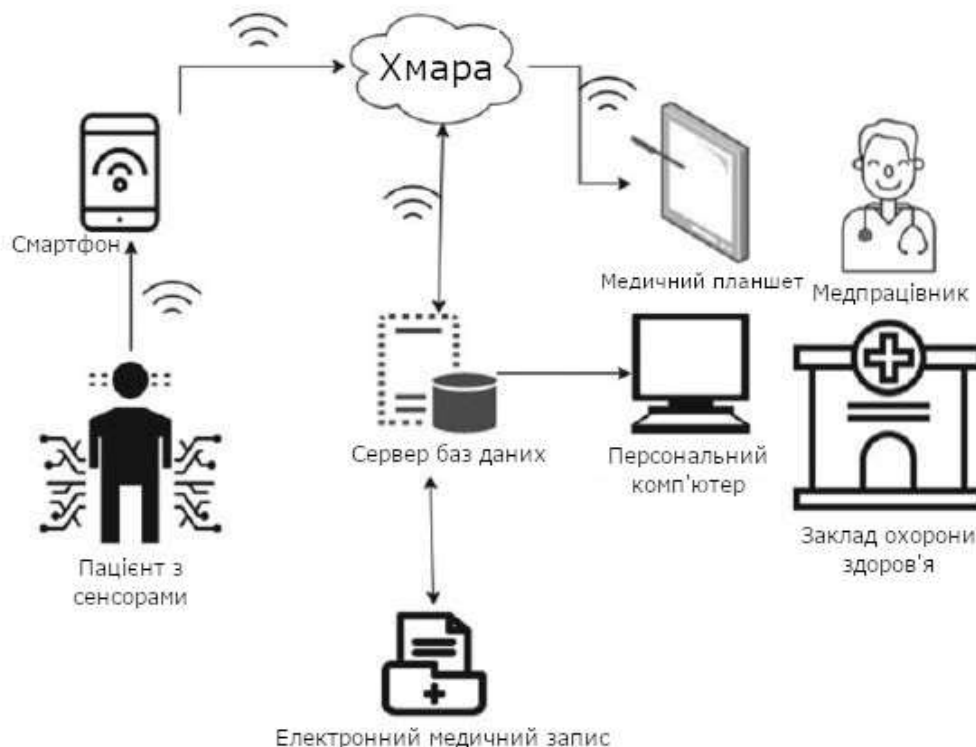 Хмара
Смартфон
Медичний планшет
Медпрацівник
Сервер баз даних
Персональний
комп'ютер
Заклад охорони
здоров'я
Пацієнт з
сенсорами
Електронний медичний запис